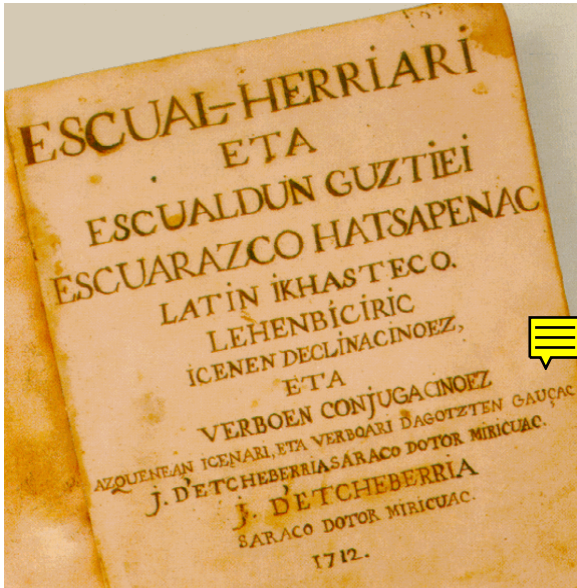 ESCUAL-HERRIARI
ETA
ESCUALDUN GUZTIEI
ESCUARAZCO HATSAPENAC
LATIN IKHASTECO.
LEHENBICIRIC
ICENEN DECLINACINOEZ,
ETA
VERBOEN CONJUGACINOEZ
AZQUENEAN ICENARI, ETA VERBOARI DAGOTZTEN GAUÇAC
J. D'ETCHEBERRIA SARACO DOTOR MIRICUAC.
J. D'ETCHEBERRIA
SARACO DOTOR MIRICUAC.
1712.